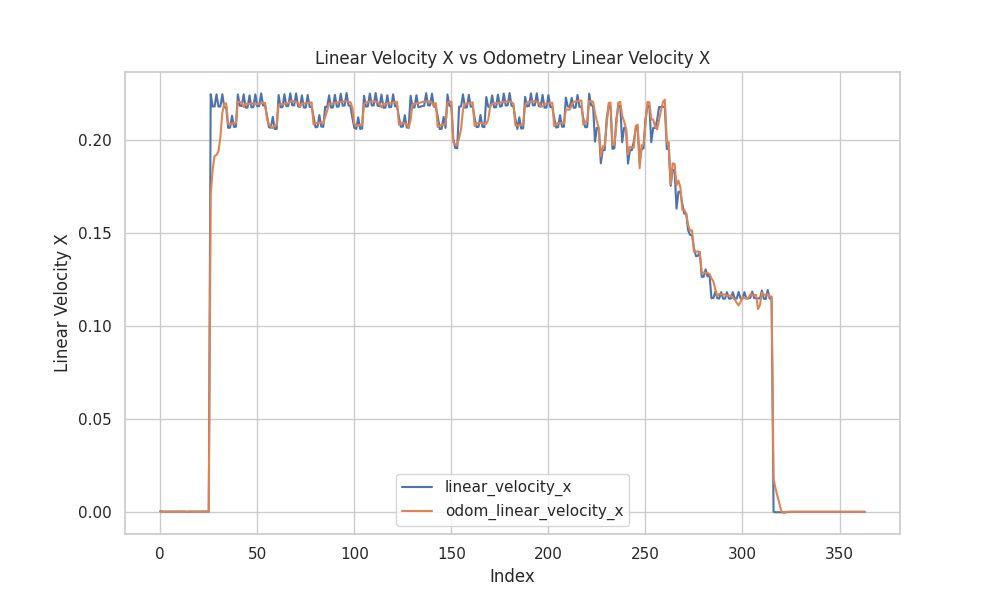 Linear Velocity X vs Odometry Linear Velocity X
Linear Velocity X
0.20
0.15
0.10
0.05
0.00
linear_velocity_x
odom_linear_velocity_x
0 50 100 150 200 250 300 350
Index